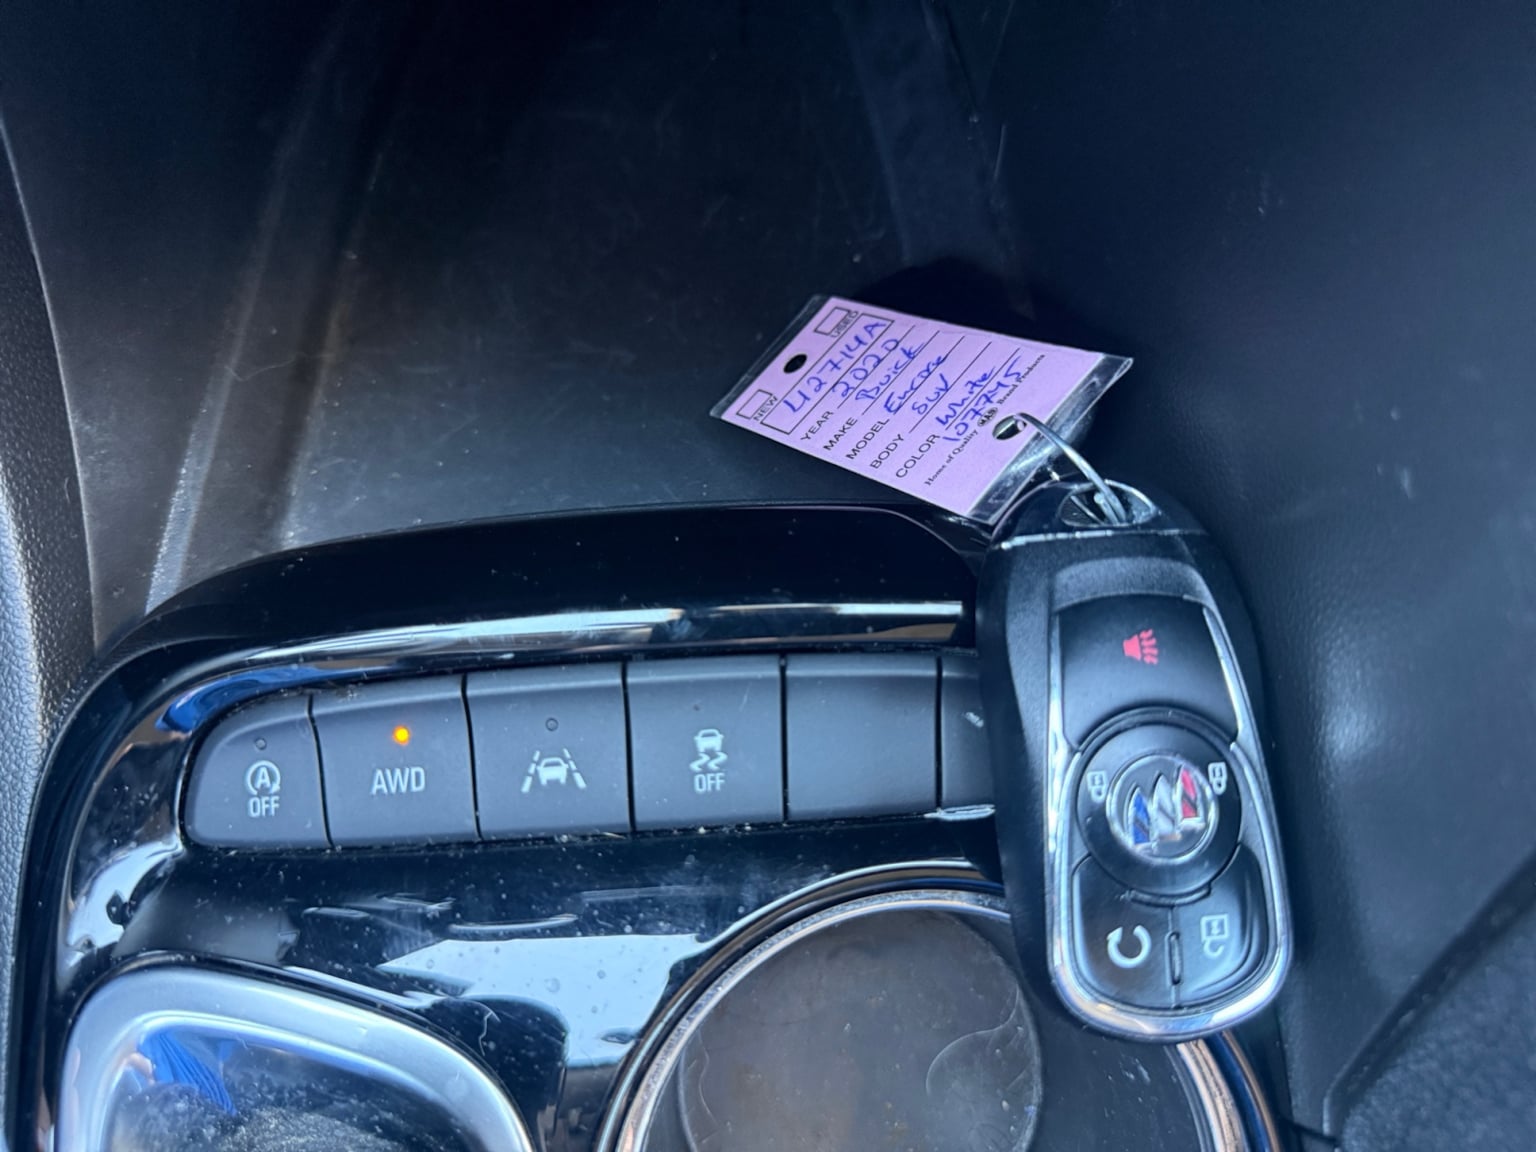 NEW USED
42714A
YEAR 2020
MAKE Buick
MODEL Encore
BODY SUV
COLOR White
107745
Home of Quality Brand Products
A OFF
AWD
OFF